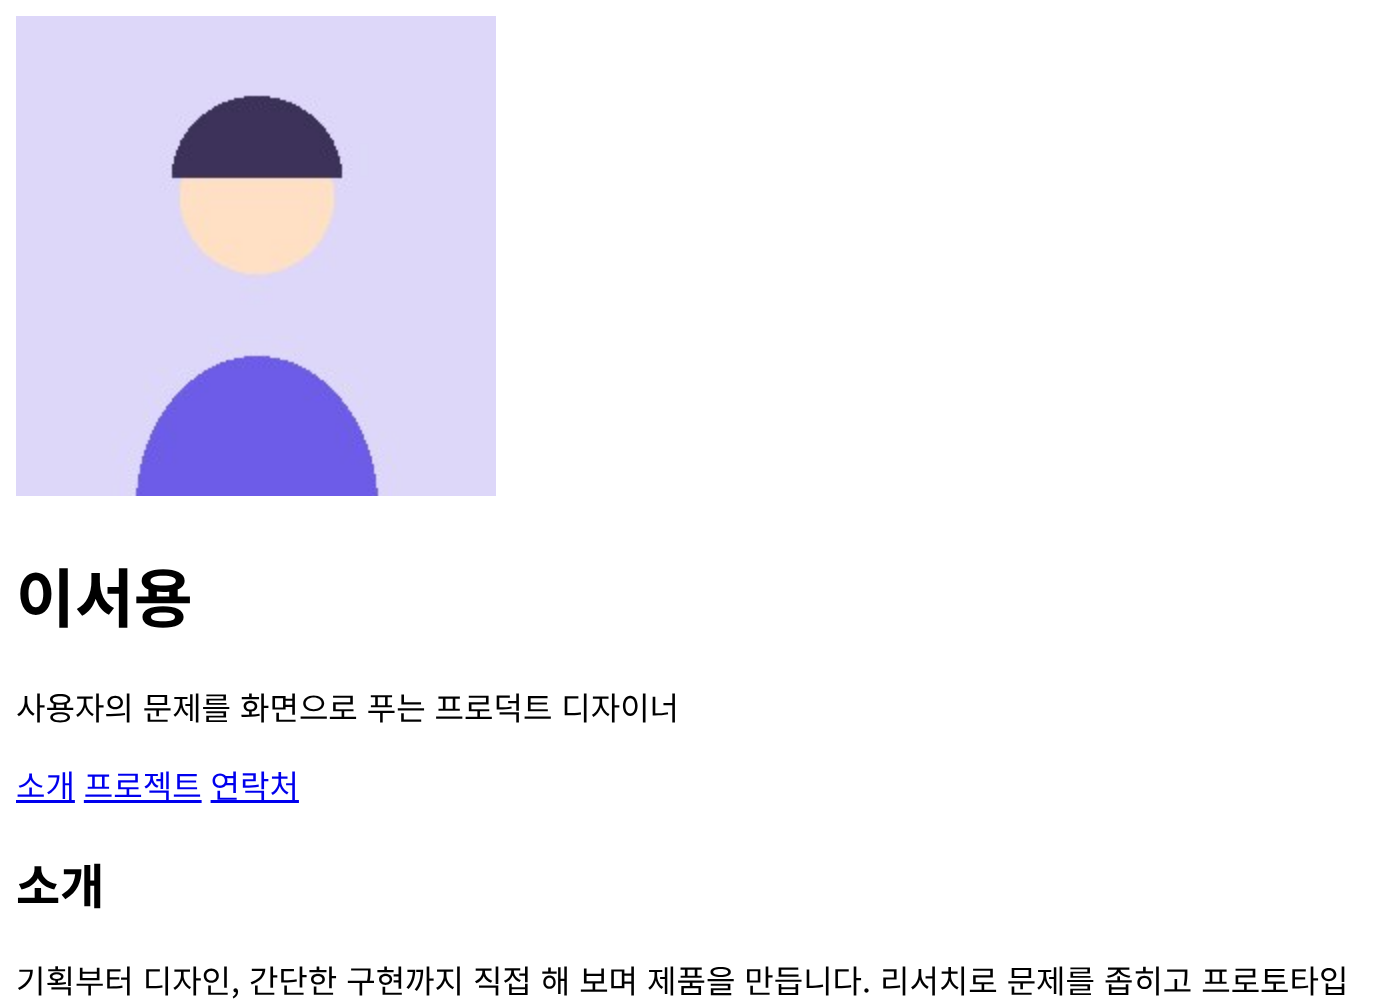 이서용
사용자의 문제를 화면으로 푸는 프로덕트 디자이너
소개 프로젝트 연락처
소개
기획부터 디자인, 간단한 구현까지 직접 해 보며 제품을 만듭니다. 리서치로 문제를 좁히고 프로토타입